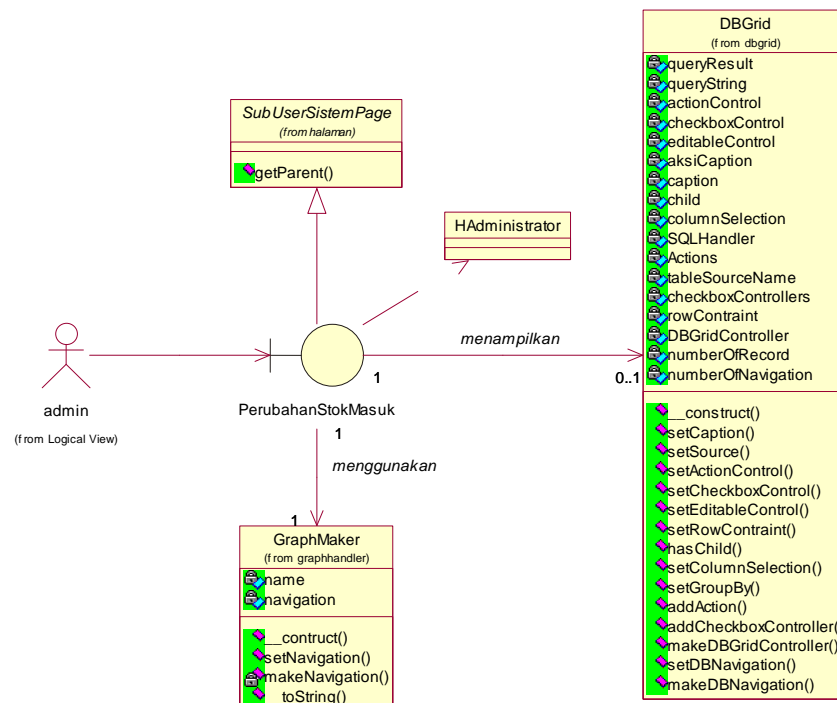 DBGrid
(from dbgrid)
queryResult
queryString
actionControl
checkboxControl
editableControl
aksiCaption
caption
child
columnSelection
SQLHandler
Actions
tableSourceName
checkboxControllers
rowContraint
DBGridController
numberOfRecord
numberOfNavigation
__construct()
setCaption()
setSource()
setActionControl()
setCheckboxControl()
setEditableControl()
setRowContraint()
hasChild()
setColumnSelection()
setGroupBy()
addAction()
addCheckboxController(
makeDBGridController()
setDBNavigation()
makeDBNavigation()
SubUserSistemPage
(from halaman)
getParent()
HAdministrator
menampilkan
1
0..1
admin
(from Logical View)
PerubahanStokMasuk
1
menggunakan
1
GraphMaker
(from graphhandler)
name
navigation
__contruct()
setNavigation()
makeNavigation()
__toString()